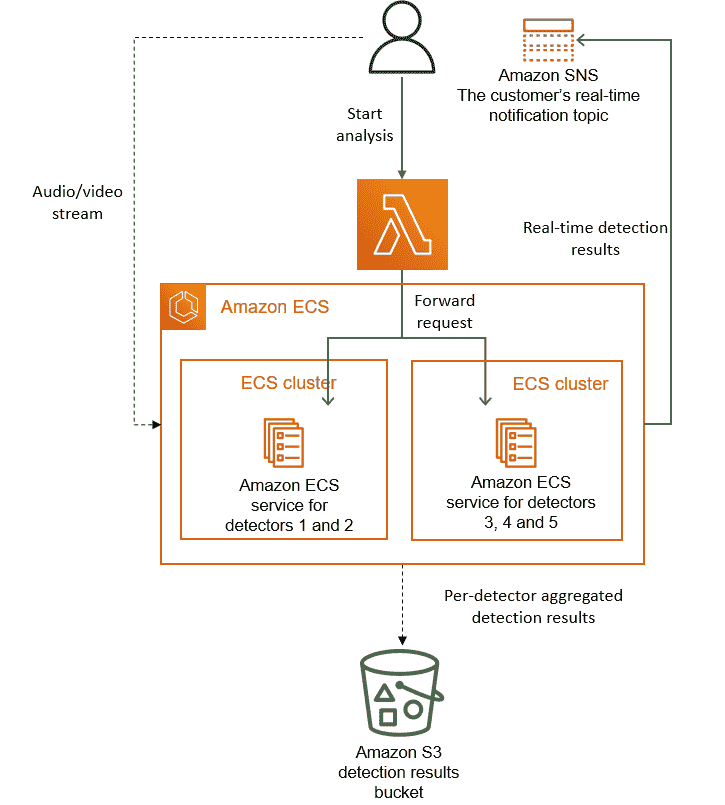 Amazon SNS
The customer's real-time
notification topic
Start
analysis
Audio/video
stream
Real-time detection
results
Amazon ECS
Forward
request
ECS cluster
ECS cluster
Amazon ECS
service for
detectors 1 and 2
Amazon ECS
service for detectors
3, 4 and 5
Per-detector aggregated
detection results
Amazon S3
detection results
bucket